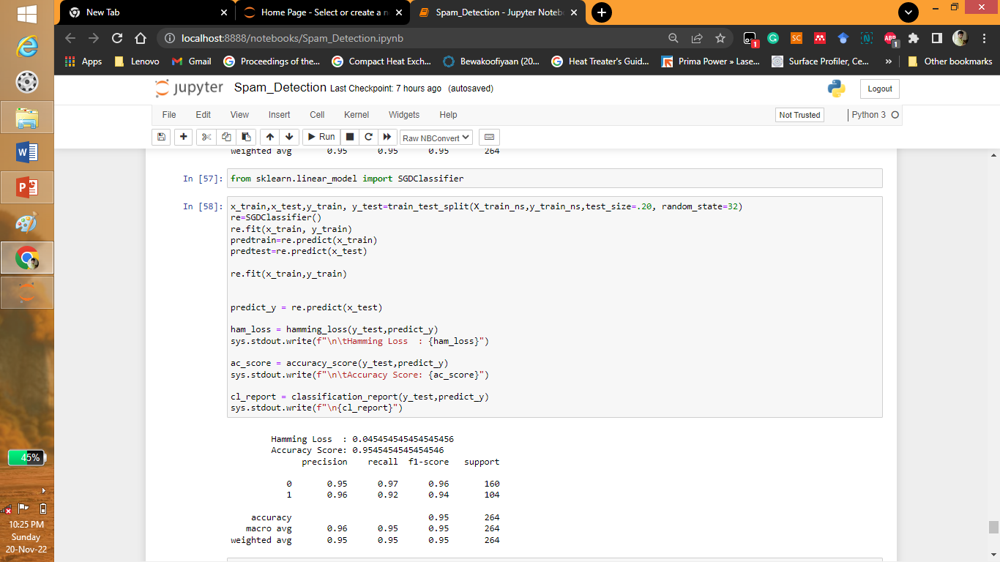 New Tab
Home Page - Select or create a n
Spam_Detection - Jupyter Noteb
localhost:8888/notebooks/Spam_Detection.ipynb
1
SC
ABP
1
Apps
Lenovo
Gmail
Proceedings of the...
Compact Heat Exch...
Bewakoofiyaan (20...
Heat Treater's Guid...
Prima Power » Lase...
Surface Profiler, Ce...
»
Other bookmarks
jupyter
Spam_Detection Last Checkpoint: 7 hours ago (autosaved)
Logout
File Edit View Insert Cell Kernel Widgets Help
Not Trusted
Python 3
Run
Raw NBConvert
weighted avg 0.95 0.95 0.95 264
In [57]: from sklearn.linear_model import SGDClassifier
In [58]: x_train,x_test,y_train, y_test=train_test_split(X_train_ns,y_train_ns,test_size=.20, random_state=32)
re=SGDClassifier()
re.fit(x_train, y_train)
predtrain=re.predict(x_train)
predtest=re.predict(x_test)
re.fit(x_train,y_train)
predict_y = re.predict(x_test)
ham_loss = hamming_loss(y_test,predict_y)
sys.stdout.write(f"\n\tHamming Loss  : {ham_loss}")
ac_score = accuracy_score(y_test,predict_y)
sys.stdout.write(f"\n\tAccuracy Score: {ac_score}")
cl_report = classification_report(y_test,predict_y)
sys.stdout.write(f"\n{cl_report}")
Hamming Loss  : 0.045454545454545456
Accuracy Score: 0.9545454545454546
precision recall f1-score support
0 0.95 0.97 0.96 160
1 0.96 0.92 0.94 104
accuracy 0.95 264
macro avg 0.96 0.95 0.95 264
weighted avg 0.95 0.95 0.95 264
45%
10:25 PM
Sunday
20-Nov-22